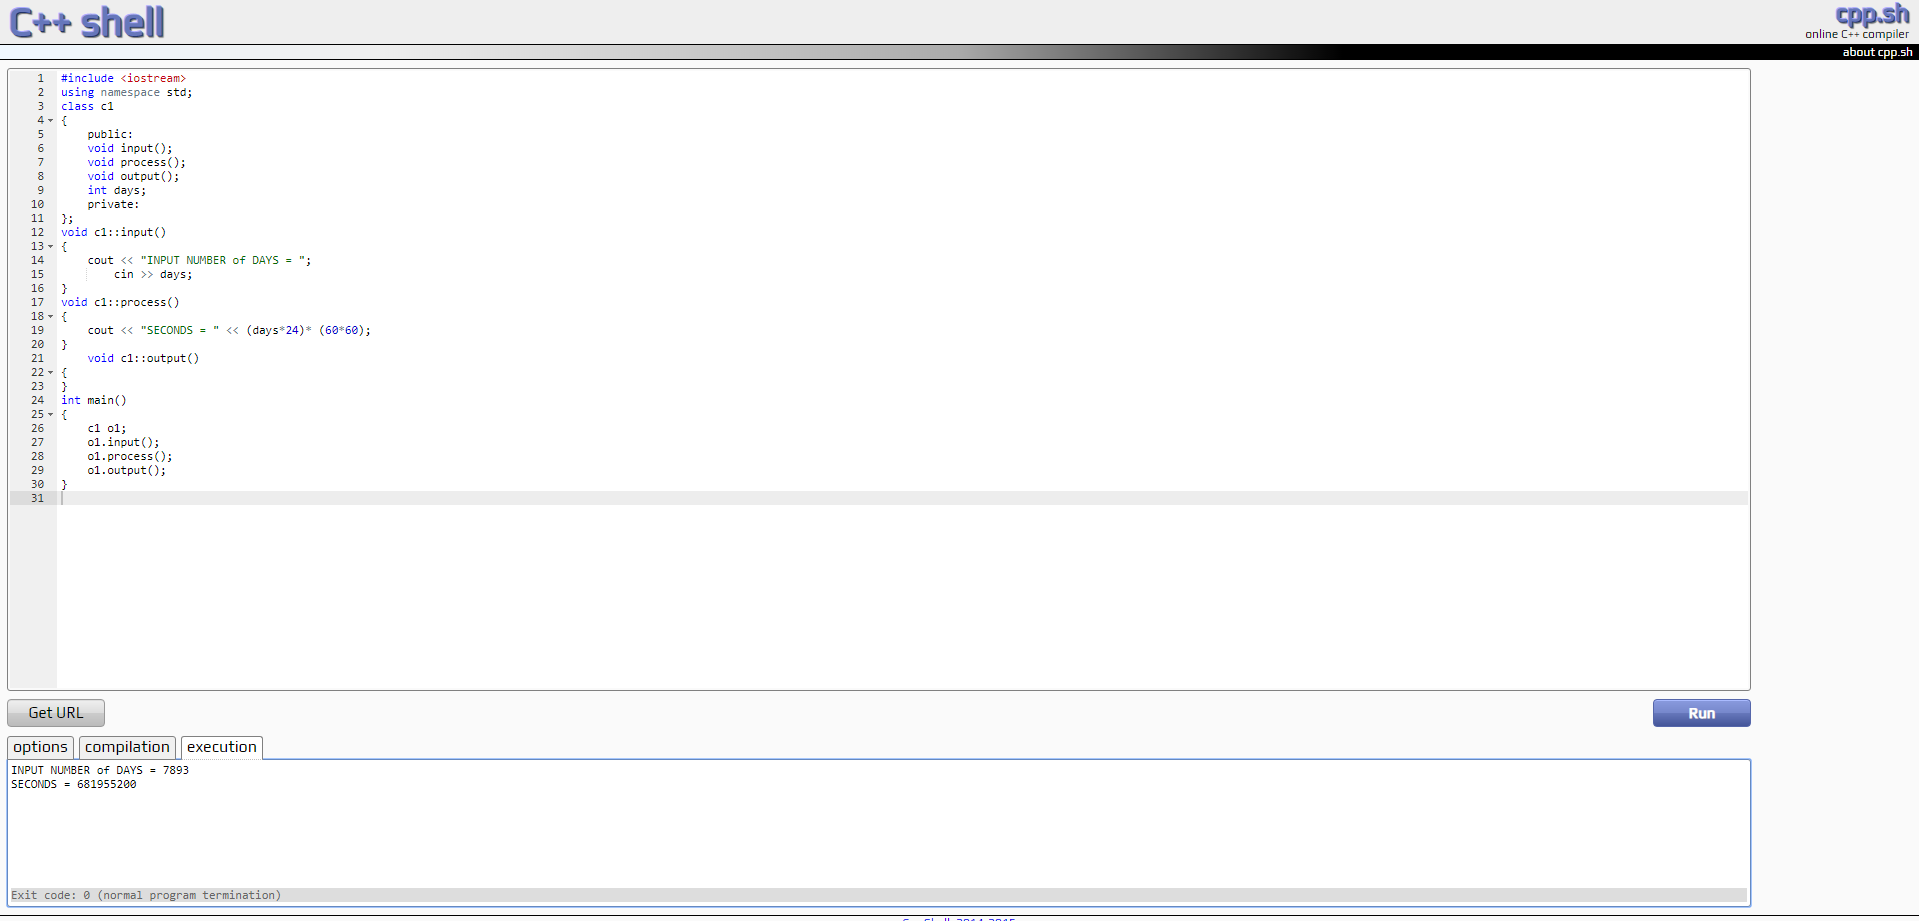 C++ shell
cpp.sh
online C++ compiler
about cpp.sh
1 #include <iostream>
2 using namespace std;
3 class c1
4 {
5     public:
6     void input();
7     void process();
8     void output();
9     int days;
10     private:
11 };
12 void c1::input()
13 {
14     cout << "INPUT NUMBER of DAYS = ";
15         cin >> days;
16 }
17 void c1::process()
18 {
19     cout << "SECONDS = " << (days*24)* (60*60);
20 }
21     void c1::output()
22 {
23 }
24 int main()
25 {
26     c1 o1;
27     o1.input();
28     o1.process();
29     o1.output();
30 }
31
Get URL
Run
options compilation execution
INPUT NUMBER of DAYS = 7893
SECONDS = 681955200
Exit code: 0 (normal program termination)